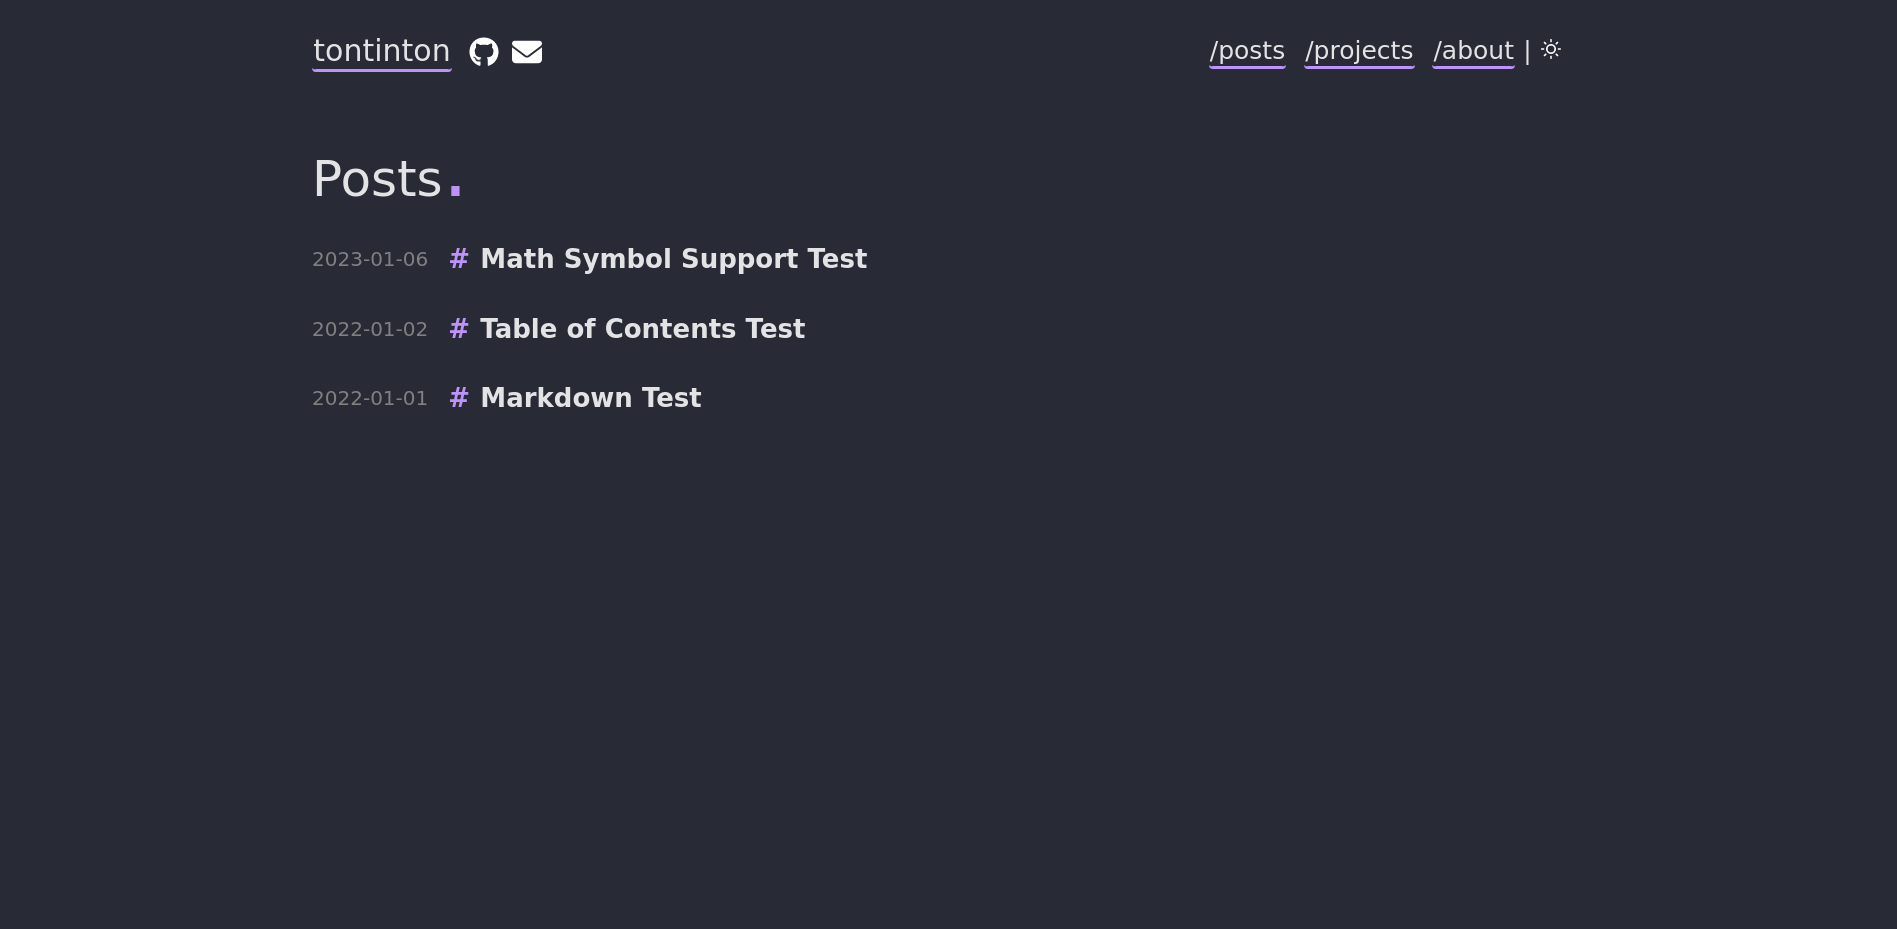 tontinton /posts /projects /about |
Posts.
2023-01-06 # Math Symbol Support Test
2022-01-02 # Table of Contents Test
2022-01-01 # Markdown Test